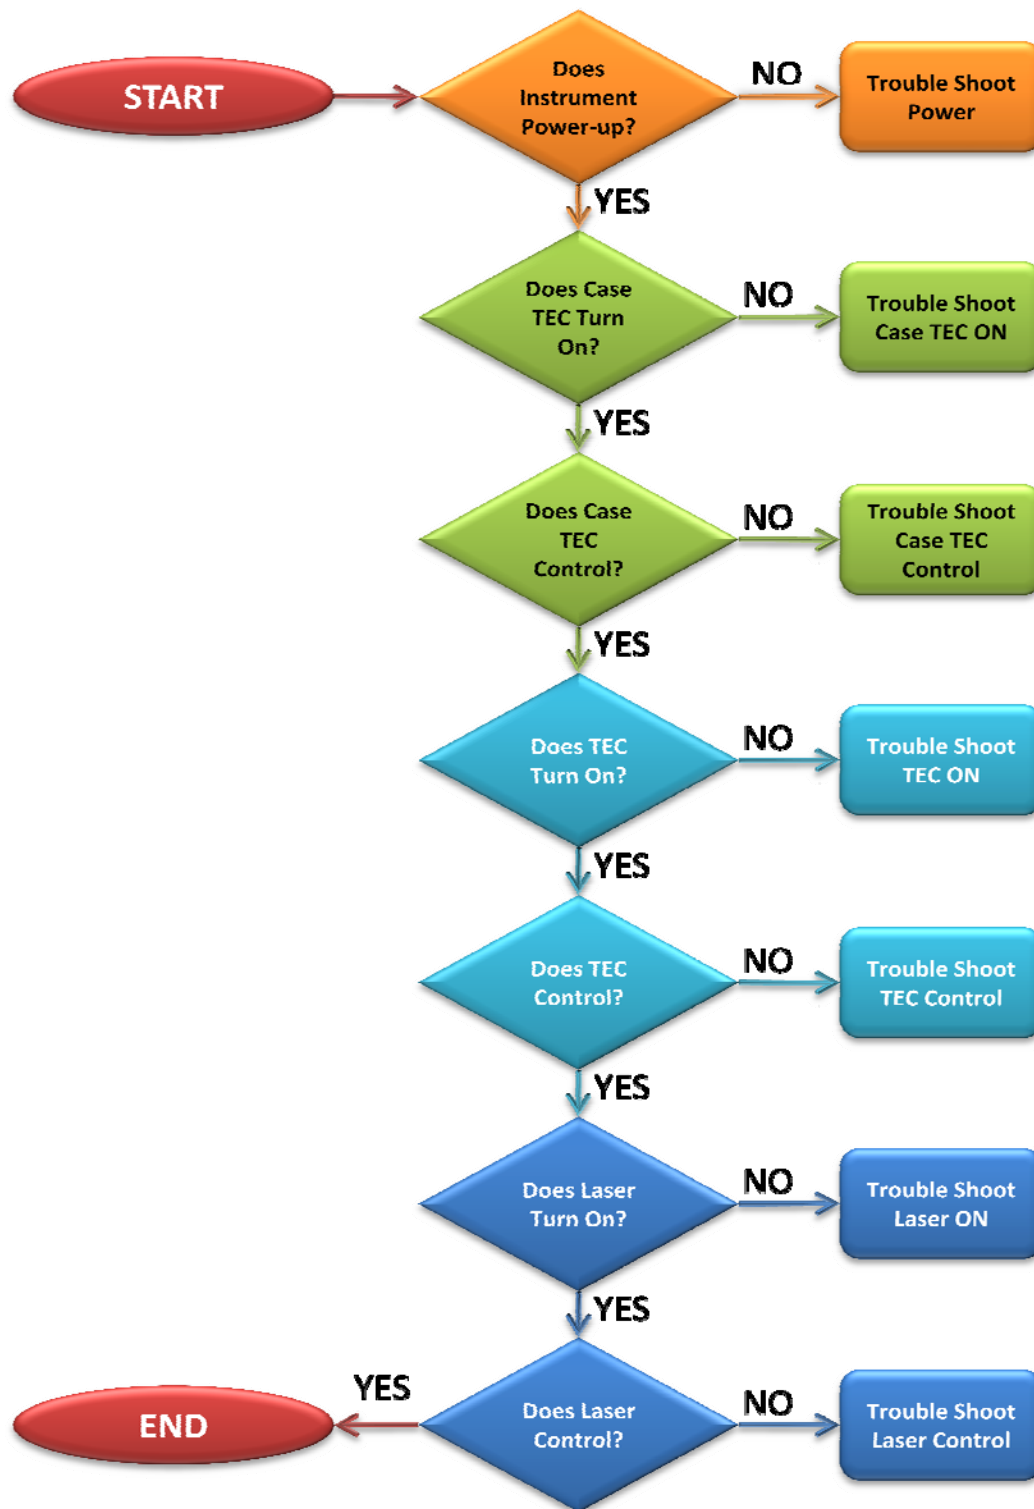 START
Does
Instrument
Power-up?
NO
Trouble Shoot
Power
YES
Does Case
TEC Turn
On?
NO
Trouble Shoot
Case TEC ON
YES
Does Case
TEC
Control?
NO
Trouble Shoot
Case TEC
Control
YES
Does TEC
Turn On?
NO
Trouble Shoot
TEC ON
YES
Does TEC
Control?
NO
Trouble Shoot
TEC Control
YES
Does Laser
Turn On?
NO
Trouble Shoot
Laser ON
YES
END
YES
Does Laser
Control?
NO
Trouble Shoot
Laser Control